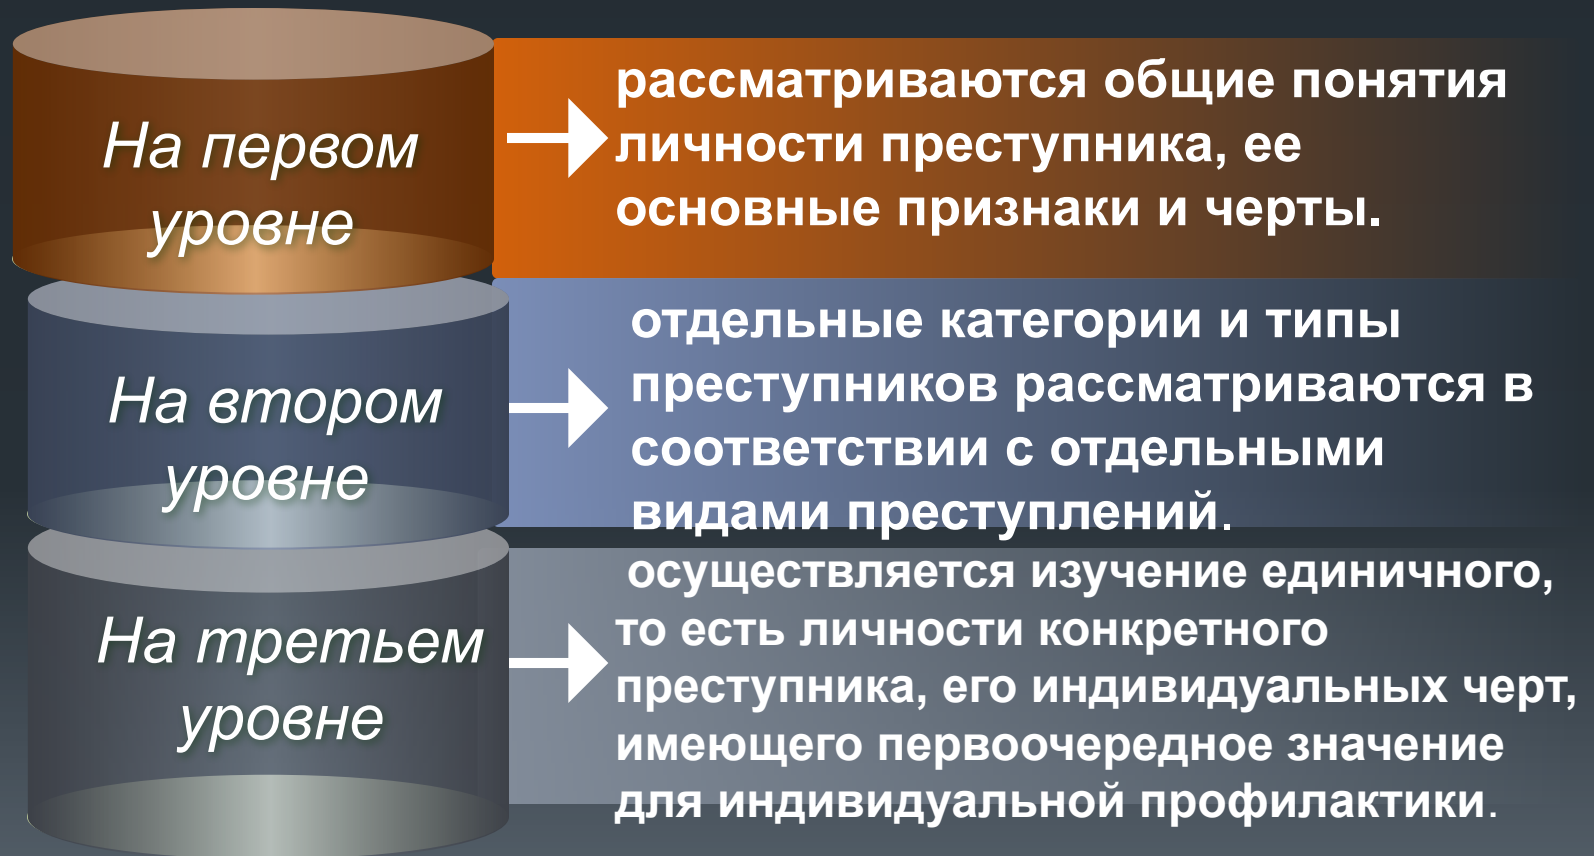 На первом
уровне
рассматриваются общие понятия
личности преступника, ее
основные признаки и черты.
На втором
уровне
отдельные категории и типы
преступников рассматриваются в
соответствии с отдельными
видами преступлений.
На третьем
уровне
осуществляется изучение единичного,
то есть личности конкретного
преступника, его индивидуальных черт,
имеющего первоочередное значение
для индивидуальной профилактики.